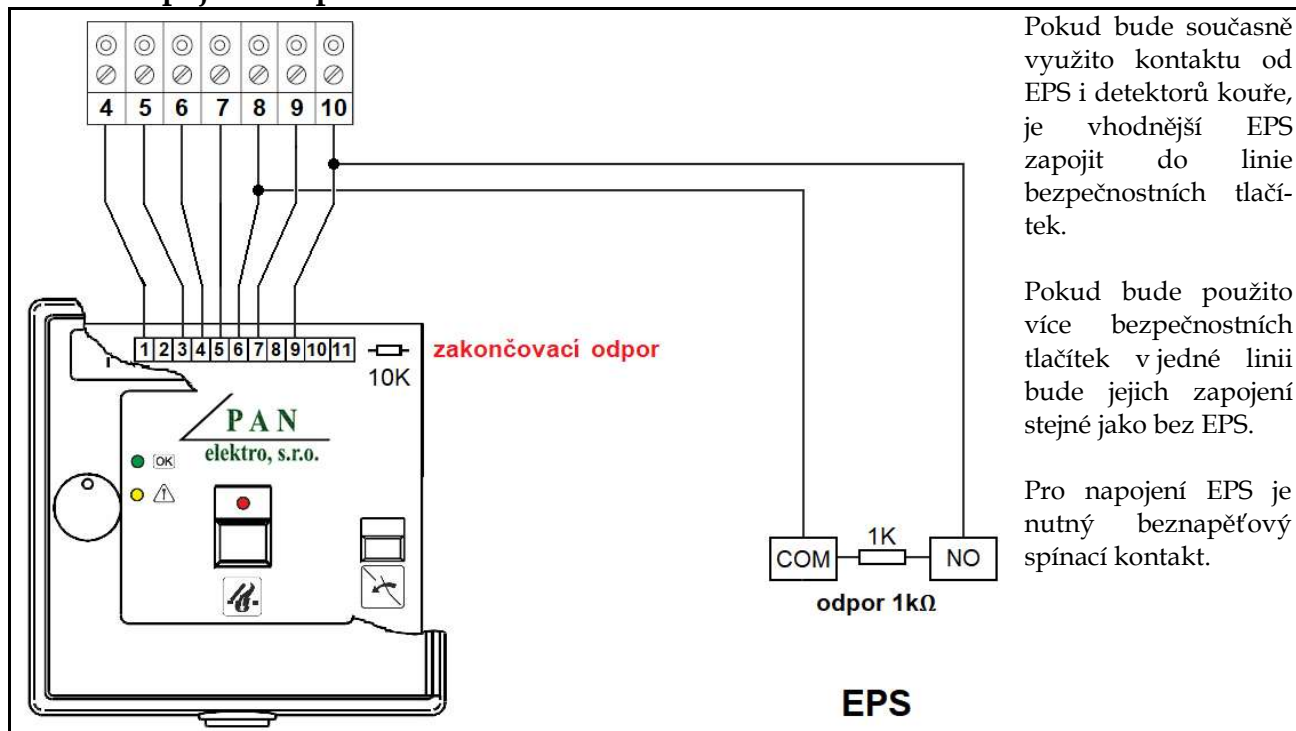 4 5 6 7 8 9 10
1 2 3 4 5 6 7 8 9 10 11
zakončovací odpor
10K
PAN
elektro, s.r.o.
OK
1K
COM
NO
odpor 1kΩ
EPS
Pokud bude současně
využito kontaktu od
EPS i detektorů kouře,
je vhodnější EPS
zapojit do linie
bezpečnostních tlačí-
tek.
Pokud bude použito
více bezpečnostních
tlačítek v jedné linii
bude jejich zapojení
stejné jako bez EPS.
Pro napojení EPS je
nutný beznapěťový
spínací kontakt.